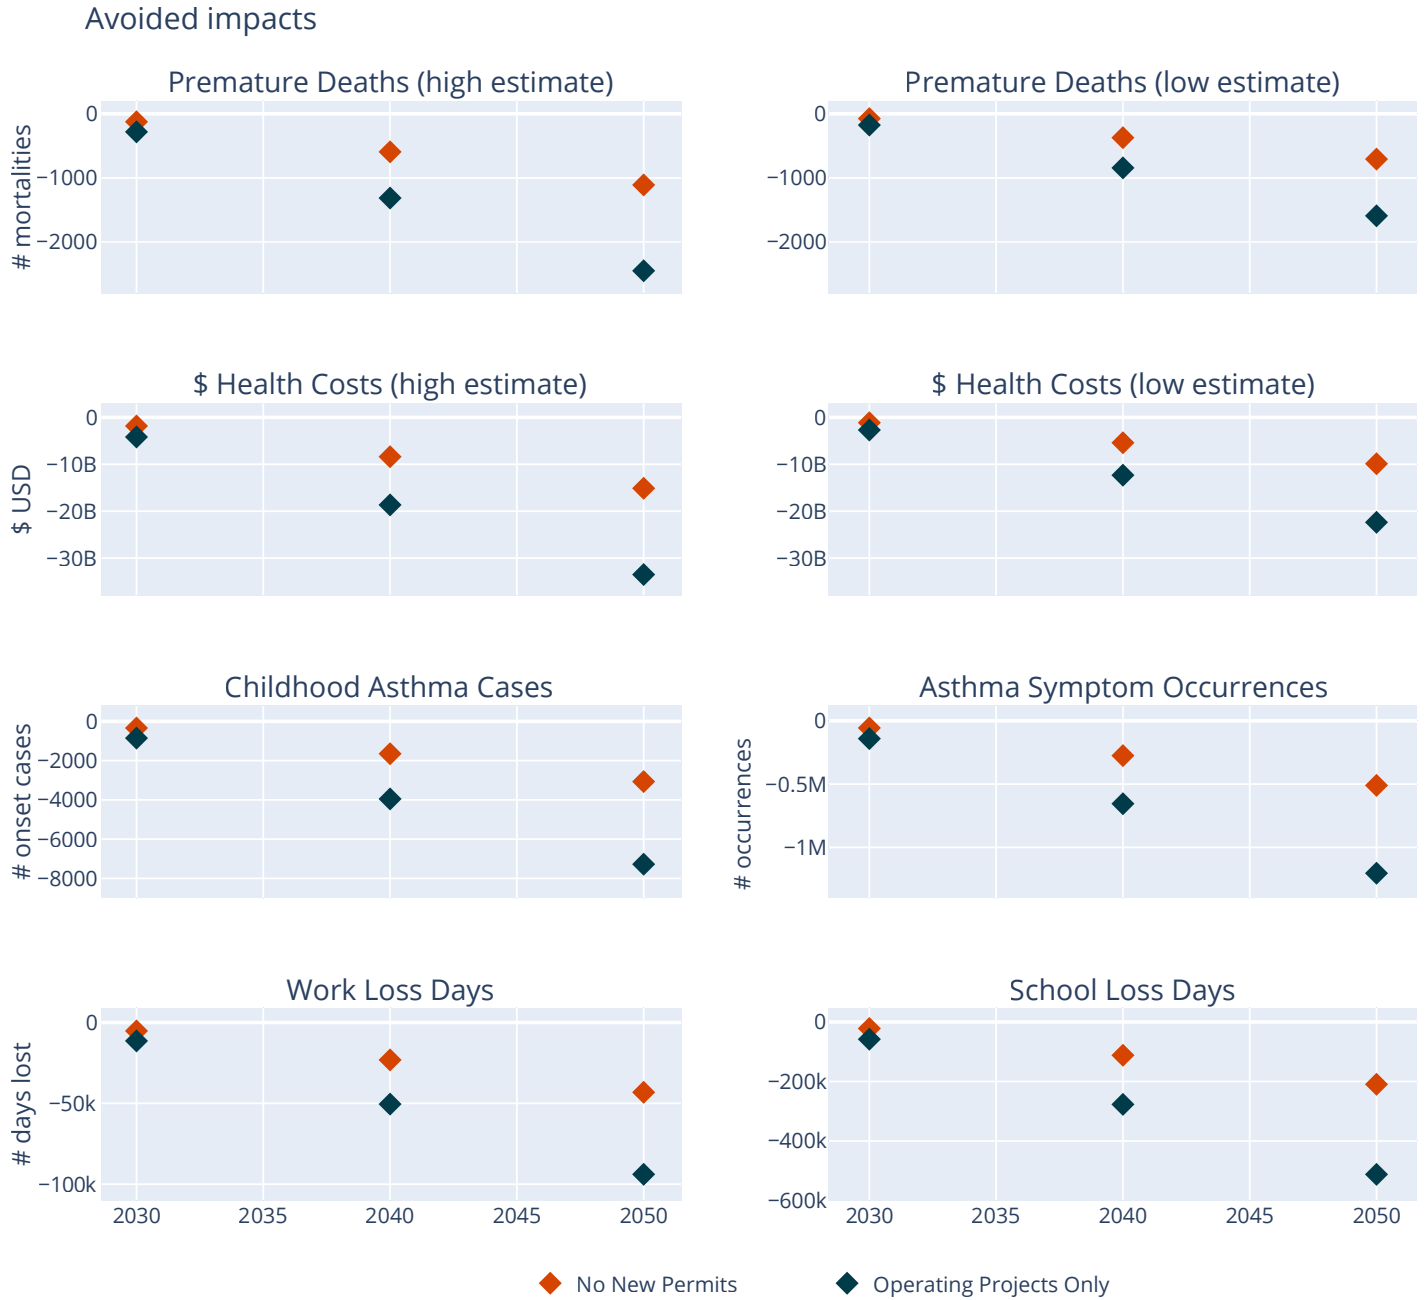 Avoided impacts
Premature Deaths (high estimate)
Premature Deaths (low estimate)
# mortalities
0
−1000
−2000
0
−1000
−2000
$ Health Costs (high estimate)
$ Health Costs (low estimate)
$ USD
0
−10B
−20B
−30B
0
−10B
−20B
−30B
Childhood Asthma Cases
Asthma Symptom Occurrences
# onset cases
0
−2000
−4000
−6000
−8000
# occurrences
0
−0.5M
−1M
Work Loss Days
School Loss Days
# days lost
0
−50k
−100k
0
−200k
−400k
−600k
2030 2035 2040 2045 2050
2030 2035 2040 2045 2050
No New Permits
Operating Projects Only